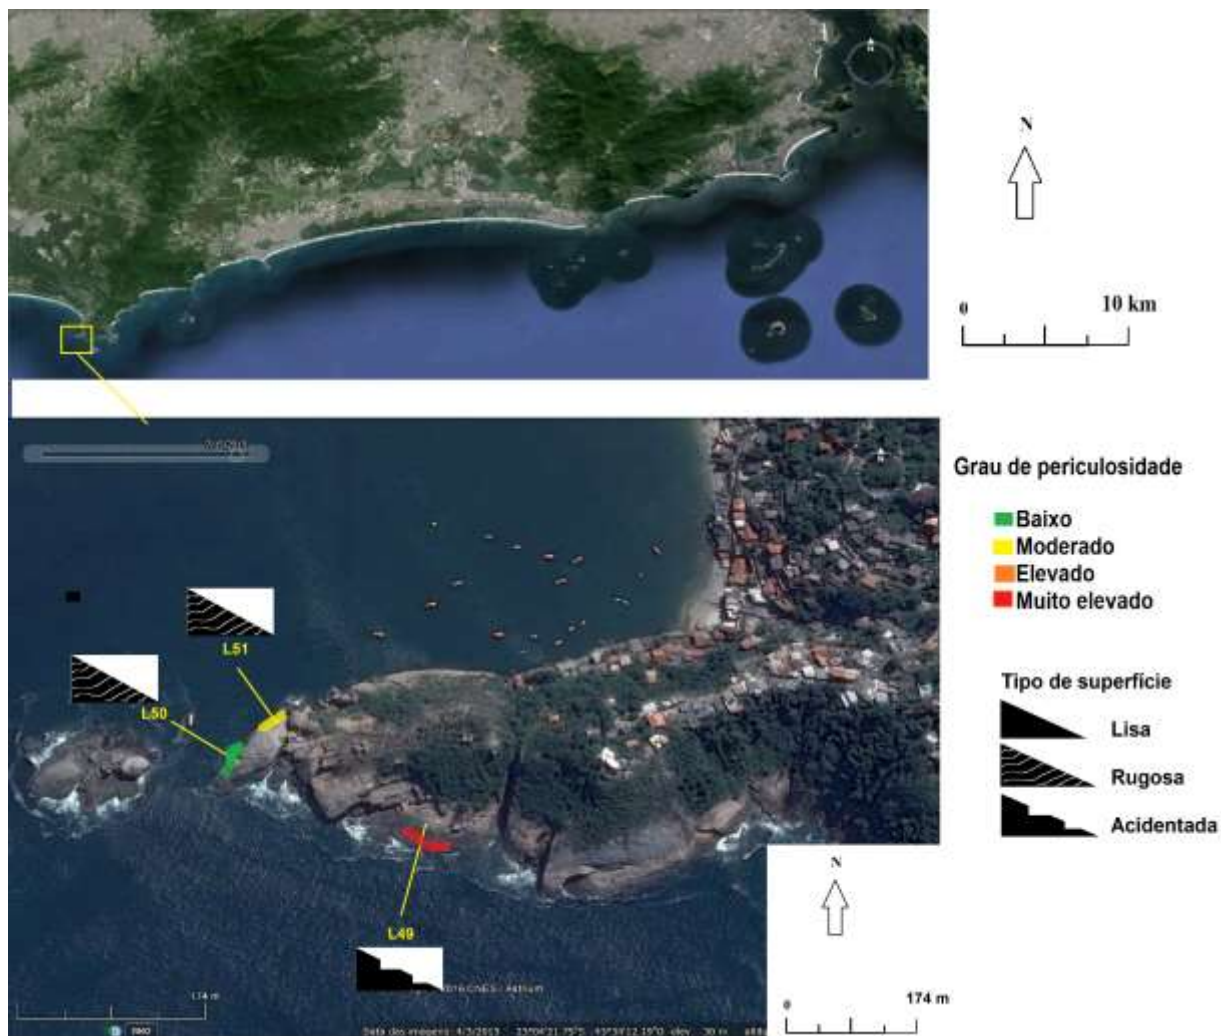 N
0
10 km
Grau de periculosidade
Baixo
Moderado
Elevado
Muito elevado
L51
L50
Tipo de superfície
Lisa
Rugosa
Acidentada
L49
N
174 m
0
174 m